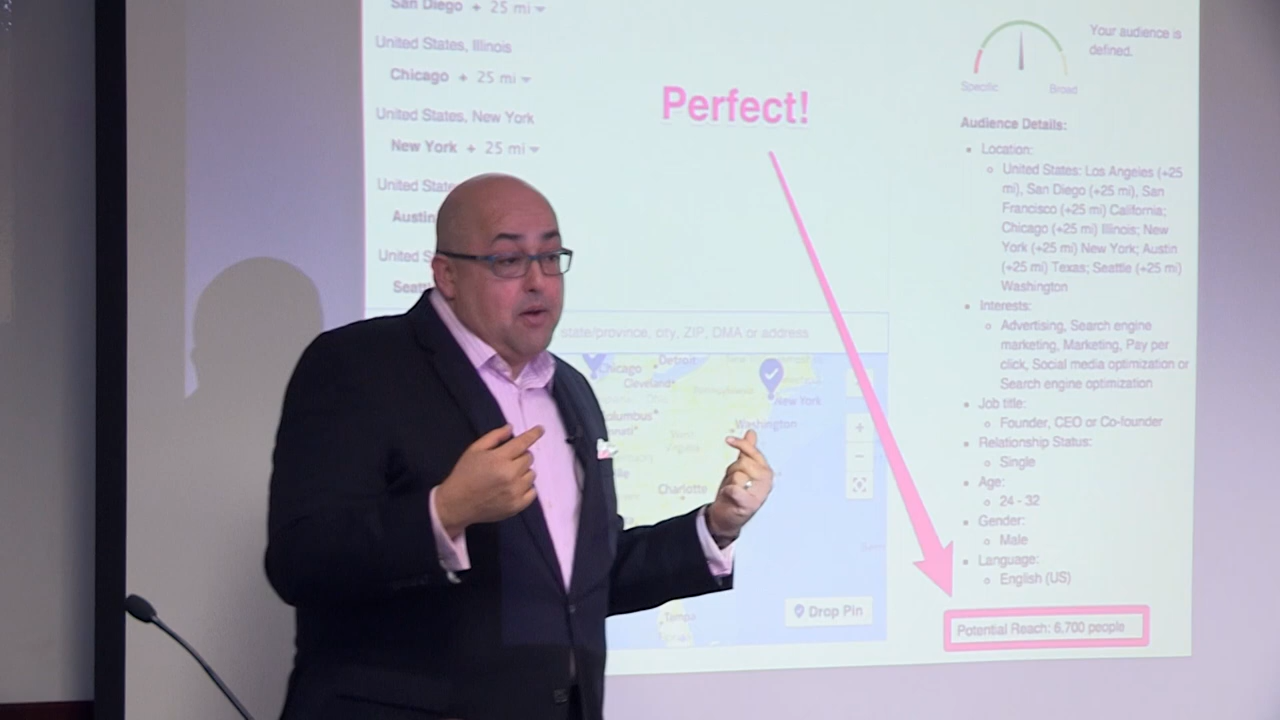 San Diego + 25 mi
United States, Illinois
Chicago + 25 mi
United States, New York
New York + 25 mi
United
Austin
United
Perfect!
state/province, city, ZIP, DMA or address
Detroit
Chicago
Cleveland
New York
Washington
Charlotte
Tampa
+
−
Drop Pin
Your audience is
defined.
Specific
Broad
Audience Details:
Location:
United States: Los Angeles (+25
mi), San Diego (+25 mi), San
Francisco (+25 mi) California;
Chicago (+25 mi) Illinois; New
York (+25 mi) New York; Austin
(+25 mi) Texas; Seattle (+25 mi)
Washington
Interests:
Advertising, Search engine
marketing, Marketing, Pay per
click, Social media optimization or
Search engine optimization
Job title:
Founder, CEO or Co-founder
Relationship Status:
Single
Age:
24 - 32
Gender:
Male
Language:
English (US)
Potential Reach: 6,700 people